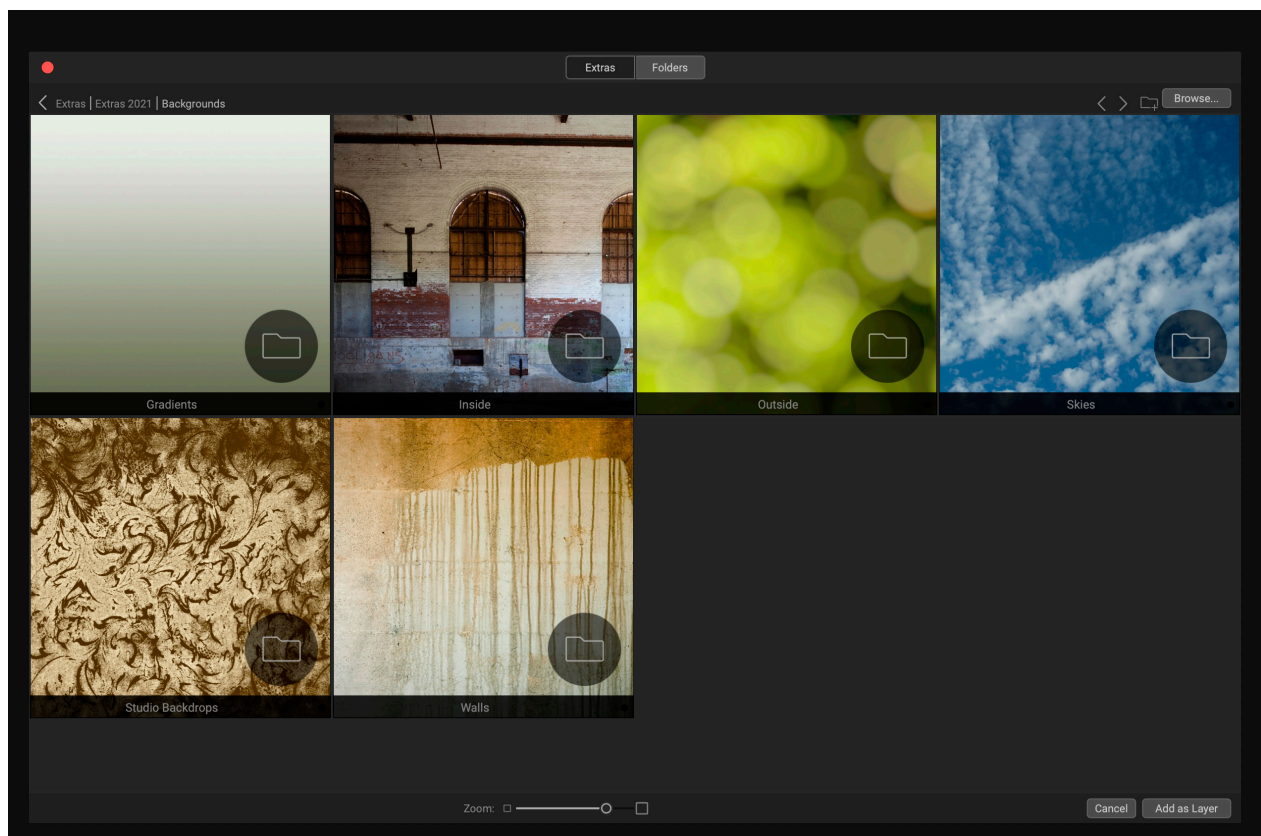 Extras Folders
Extras | Extras 2021 | Backgrounds
Browse...
Gradients
Inside
Outside
Skies
Studio Backdrops
Walls
Zoom:
Cancel
Add as Layer